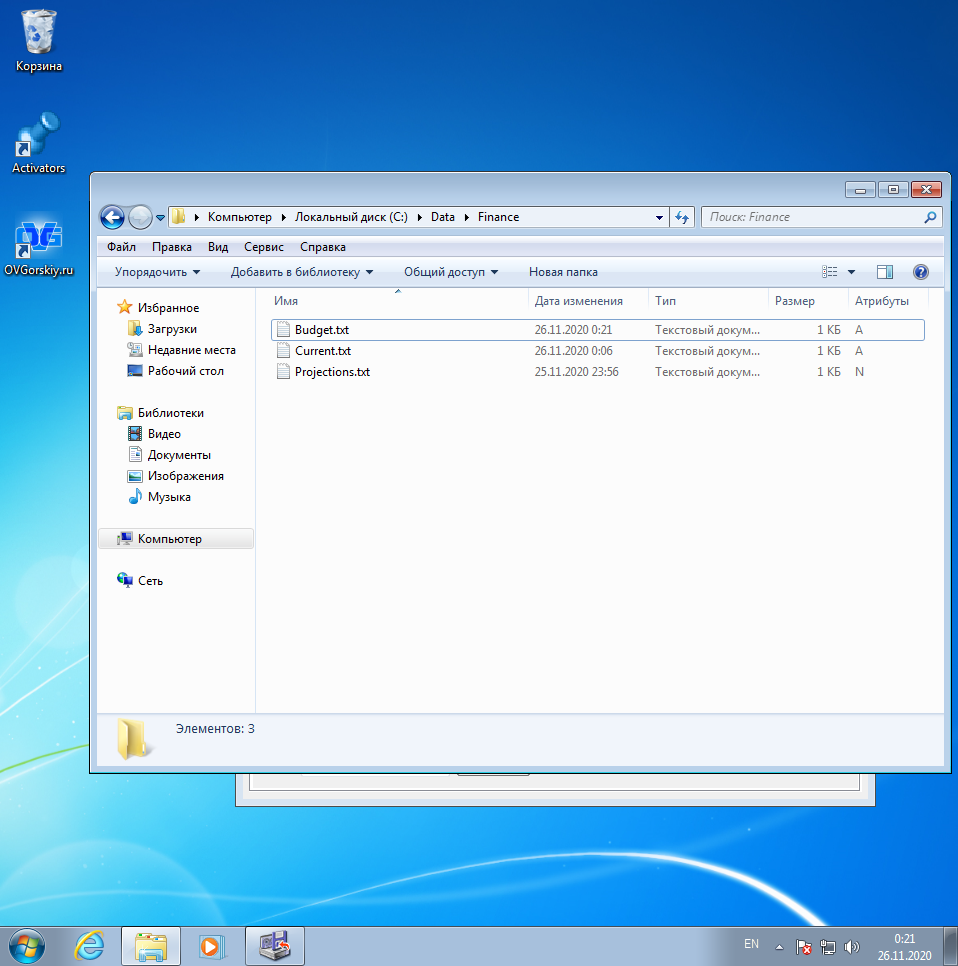 Корзина
Activators
OVGorskiy.ru
Компьютер Локальный диск (C:) Data Finance
Поиск: Finance
Файл Правка Вид Сервис Справка
Упорядочить Добавить в библиотеку Общий доступ Новая папка
Имя Дата изменения Тип Размер Атрибуты
Budget.txt 26.11.2020 0:21 Текстовый докум... 1 КБ A
Current.txt 26.11.2020 0:06 Текстовый докум... 1 КБ A
Projections.txt 25.11.2020 23:56 Текстовый докум... 1 КБ N
Избранное
Загрузки
Недавние места
Рабочий стол
Библиотеки
Видео
Документы
Изображения
Музыка
Компьютер
Сеть
Элементов: 3
EN
0:21
26.11.2020